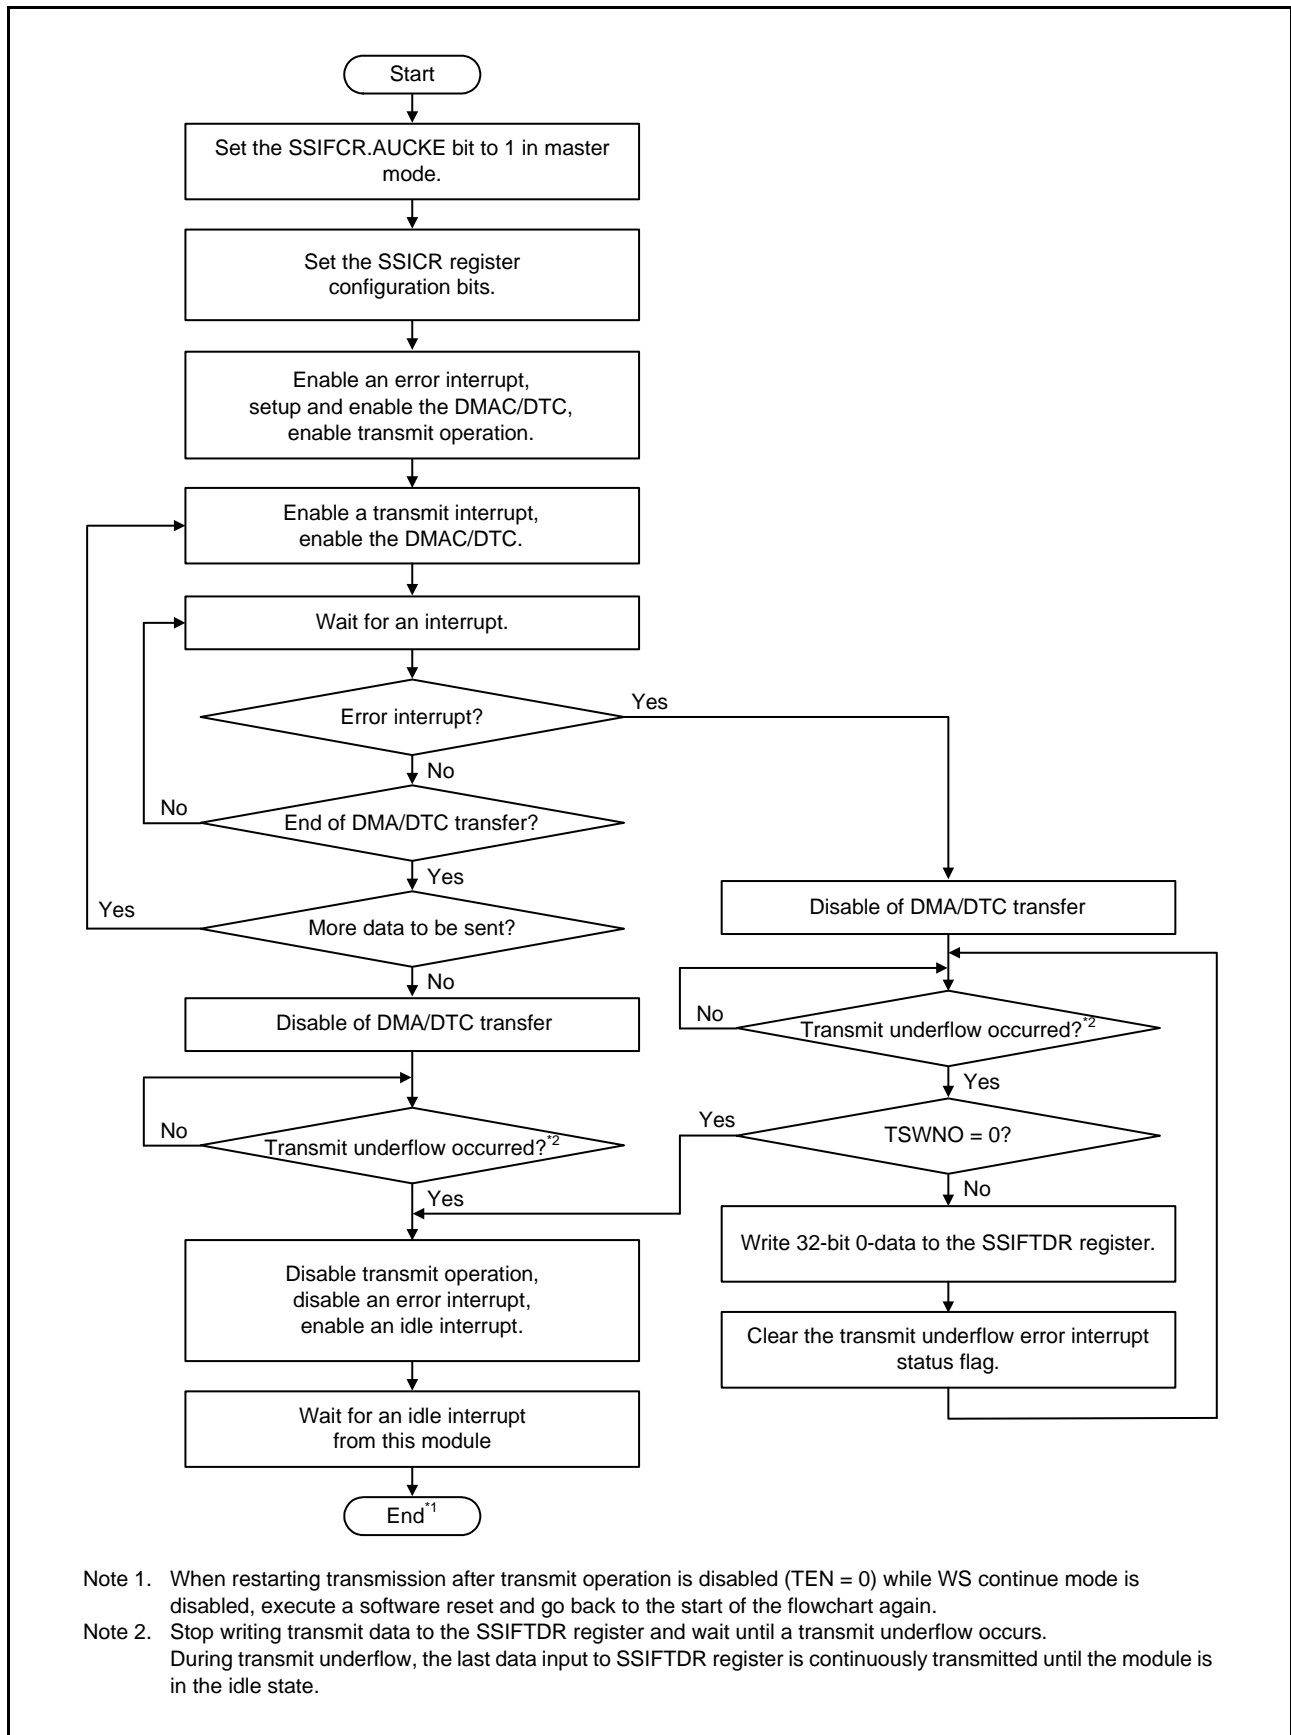 Start
Set the SSIFCR.AUCKE bit to 1 in master
mode.
Set the SSICR register
configuration bits.
Enable an error interrupt,
setup and enable the DMAC/DTC,
enable transmit operation.
Enable a transmit interrupt,
enable the DMAC/DTC.
Wait for an interrupt.
Error interrupt?
Yes
No
End of DMA/DTC transfer?
No
Yes
More data to be sent?
Yes
No
Disable of DMA/DTC transfer
Transmit underflow occurred?*2
No
Yes
Disable of DMA/DTC transfer
Transmit underflow occurred?*2
No
Yes
TSWNO = 0?
Yes
No
Write 32-bit 0-data to the SSIFTDR register.
Clear the transmit underflow error interrupt
status flag.
Disable transmit operation,
disable an error interrupt,
enable an idle interrupt.
Wait for an idle interrupt
from this module
End*1
Note 1. When restarting transmission after transmit operation is disabled (TEN = 0) while WS continue mode is
disabled, execute a software reset and go back to the start of the flowchart again.
Note 2. Stop writing transmit data to the SSIFTDR register and wait until a transmit underflow occurs.
During transmit underflow, the last data input to SSIFTDR register is continuously transmitted until the module is
in the idle state.